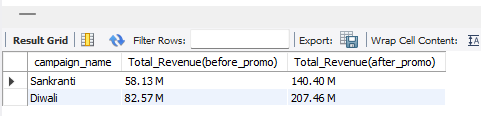 Result Grid Filter Rows: Export: Wrap Cell Content:
campaign_name Total_Revenue(before_promo) Total_Revenue(after_promo)
Sankranti 58.13 M 140.40 M
Diwali 82.57 M 207.46 M